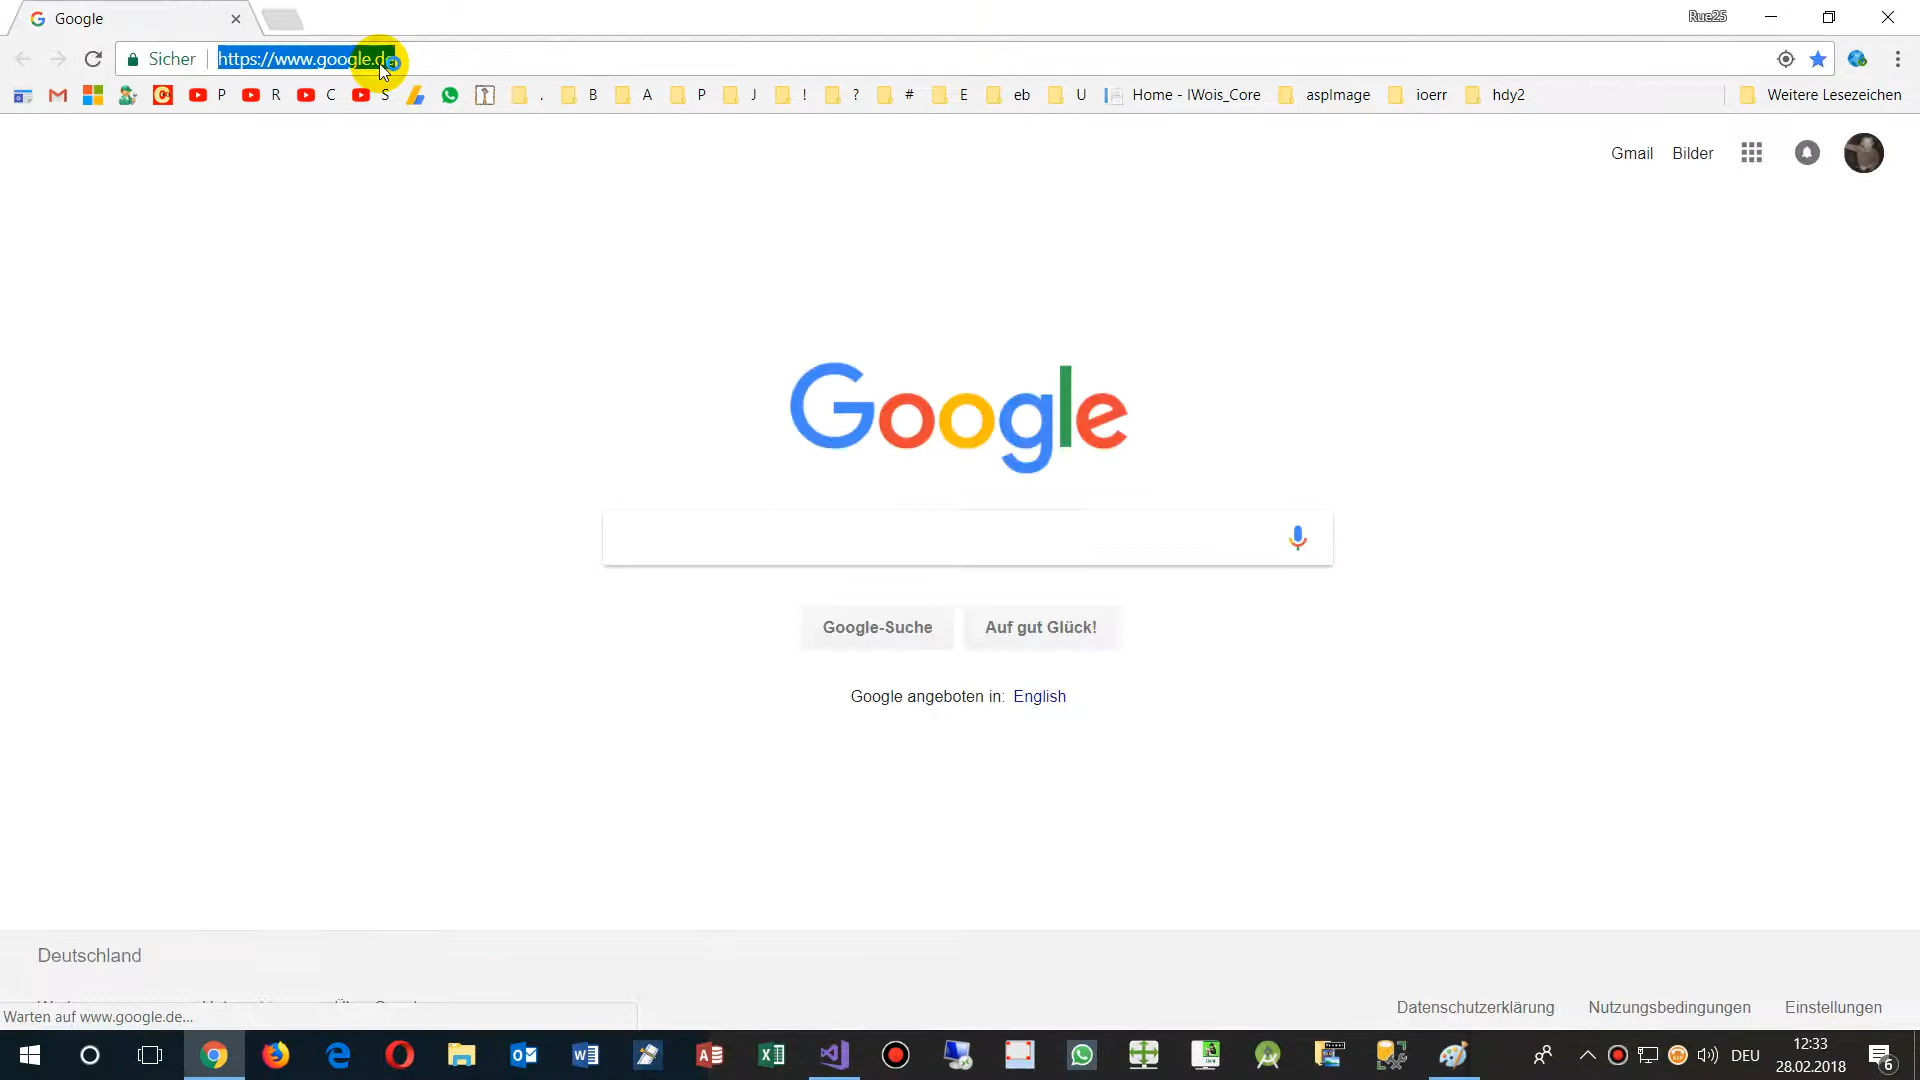 Google
Rue25
Sicher
https://www.google.de
P
R
C
S
.
B
A
P
J
!
?
#
E
eb
U
Home - IWois_Core
aspImage
ioerr
hdy2
Weitere Lesezeichen
Gmail
Bilder
Google
Google-Suche
Auf gut Glück!
Google angeboten in: English
Deutschland
Datenschutzerklärung
Nutzungsbedingungen
Einstellungen
Warten auf www.google.de...
DEU
12:33
28.02.2018
6